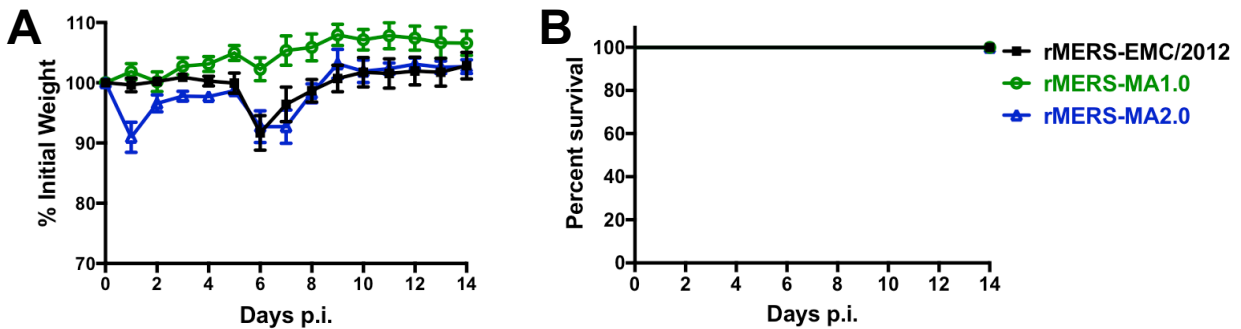 A
% Initial Weight
110
100
90
80
70
0 2 4 6 8 10 12 14
Days p.i.
B
Percent survival
100
80
60
40
20
0
0 2 4 6 8 10 12 14
Days p.i.
rMERS-EMC/2012
rMERS-MA1.0
rMERS-MA2.0